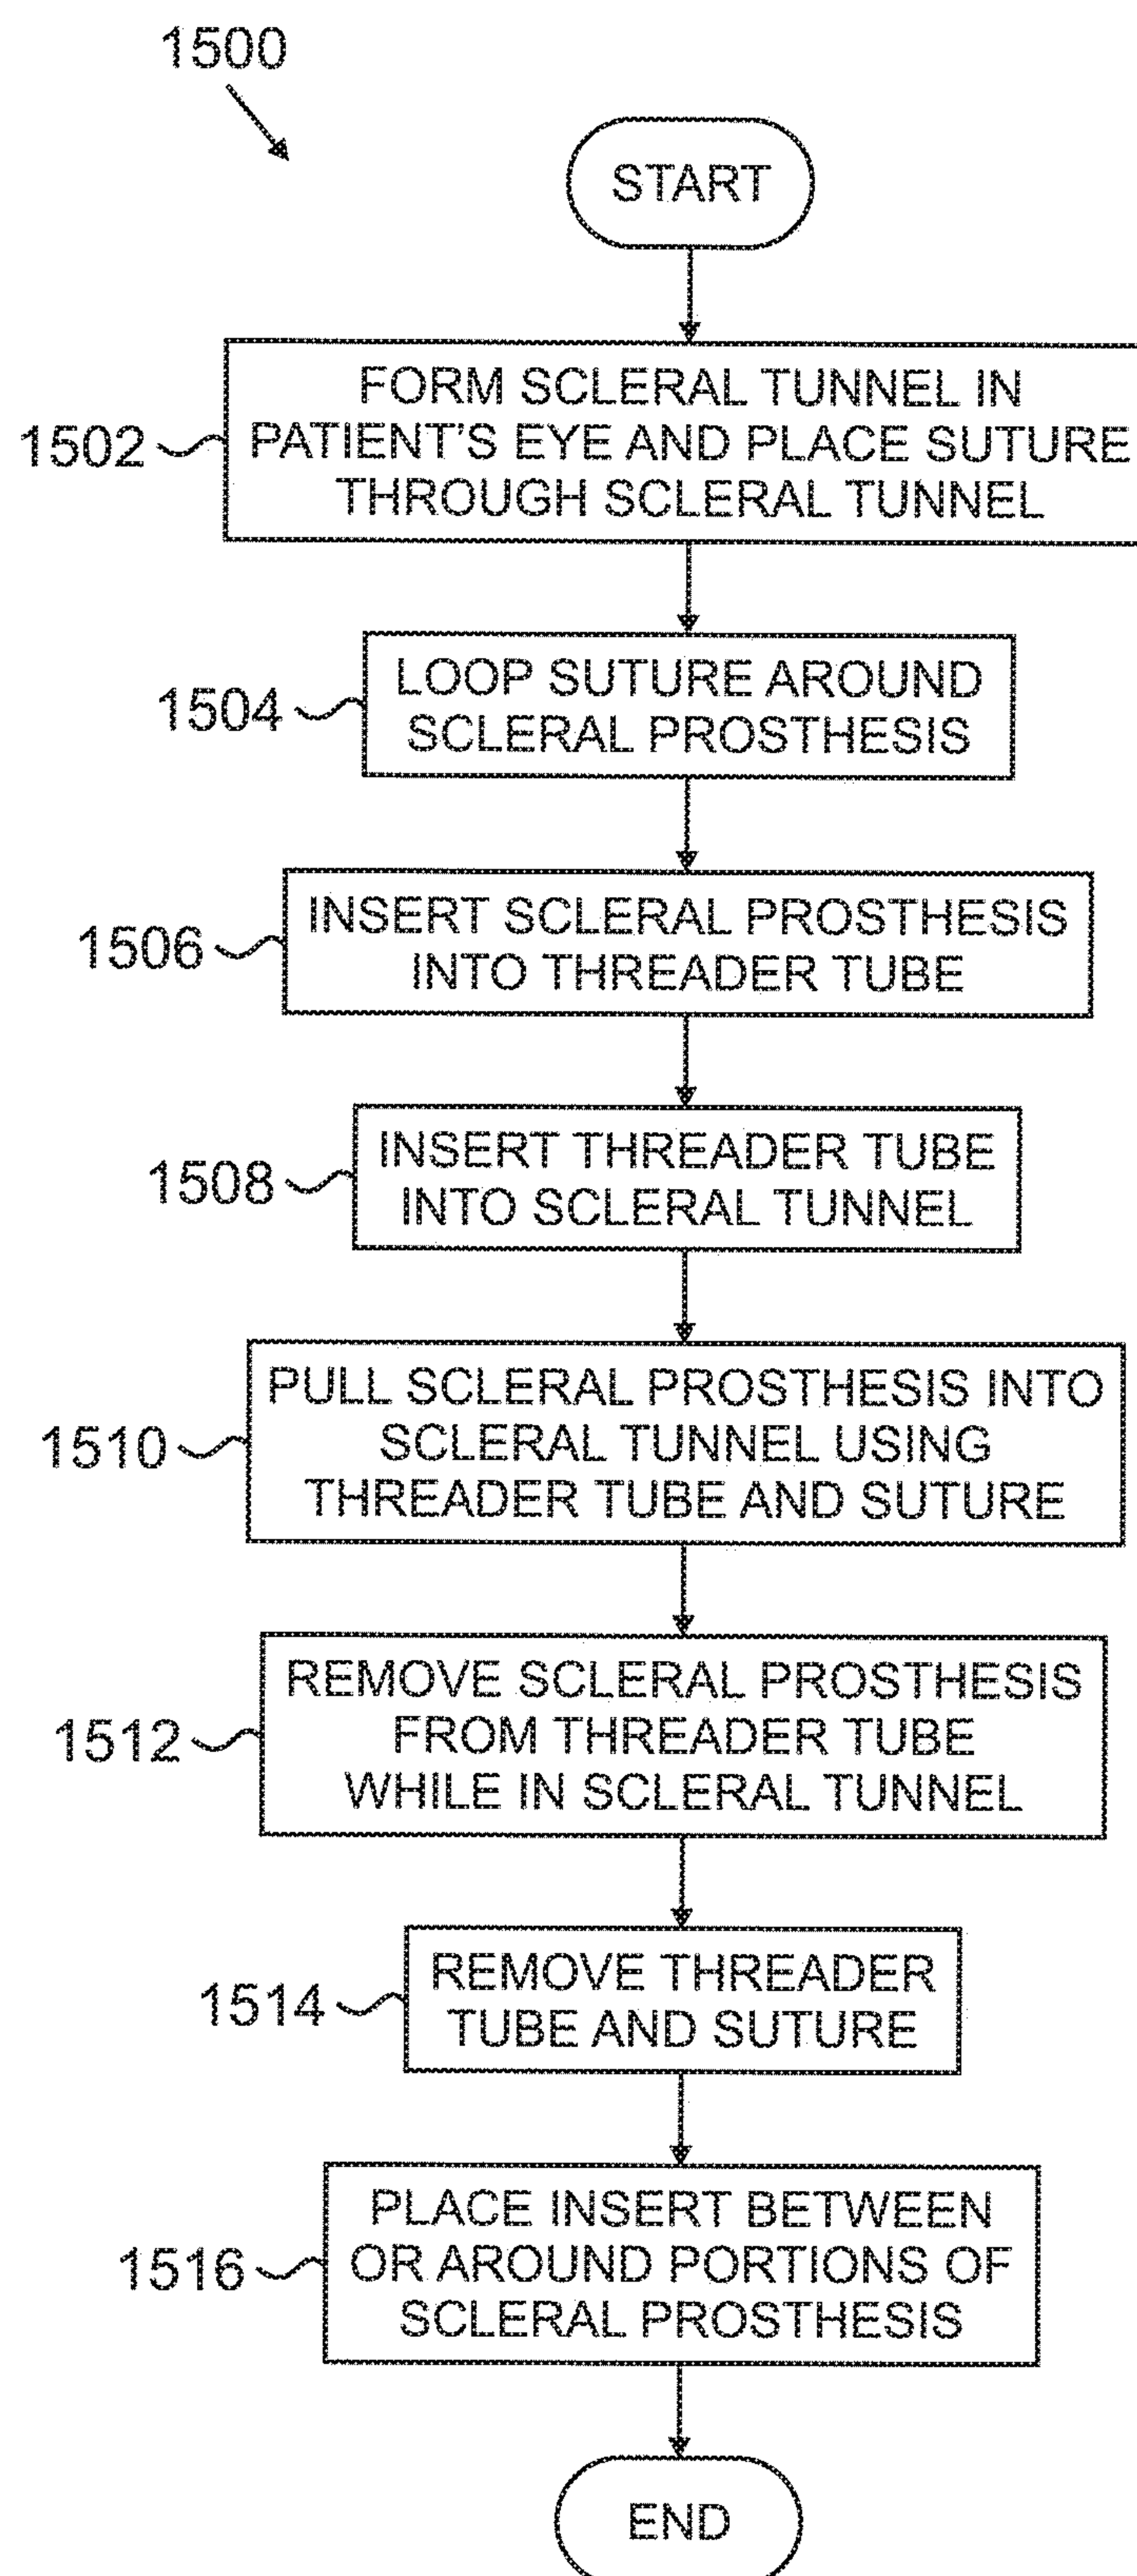 1500
START
1502
FORM SCLERAL TUNNEL IN
PATIENT'S EYE AND PLACE SUTURE
THROUGH SCLERAL TUNNEL
1504
LOOP SUTURE AROUND
SCLERAL PROSTHESIS
1506
INSERT SCLERAL PROSTHESIS
INTO THREADER TUBE
1508
INSERT THREADER TUBE
INTO SCLERAL TUNNEL
1510
PULL SCLERAL PROSTHESIS INTO
SCLERAL TUNNEL USING
THREADER TUBE AND SUTURE
1512
REMOVE SCLERAL PROSTHESIS
FROM THREADER TUBE
WHILE IN SCLERAL TUNNEL
1514
REMOVE THREADER
TUBE AND SUTURE
1516
PLACE INSERT BETWEEN
OR AROUND PORTIONS OF
SCLERAL PROSTHESIS
END